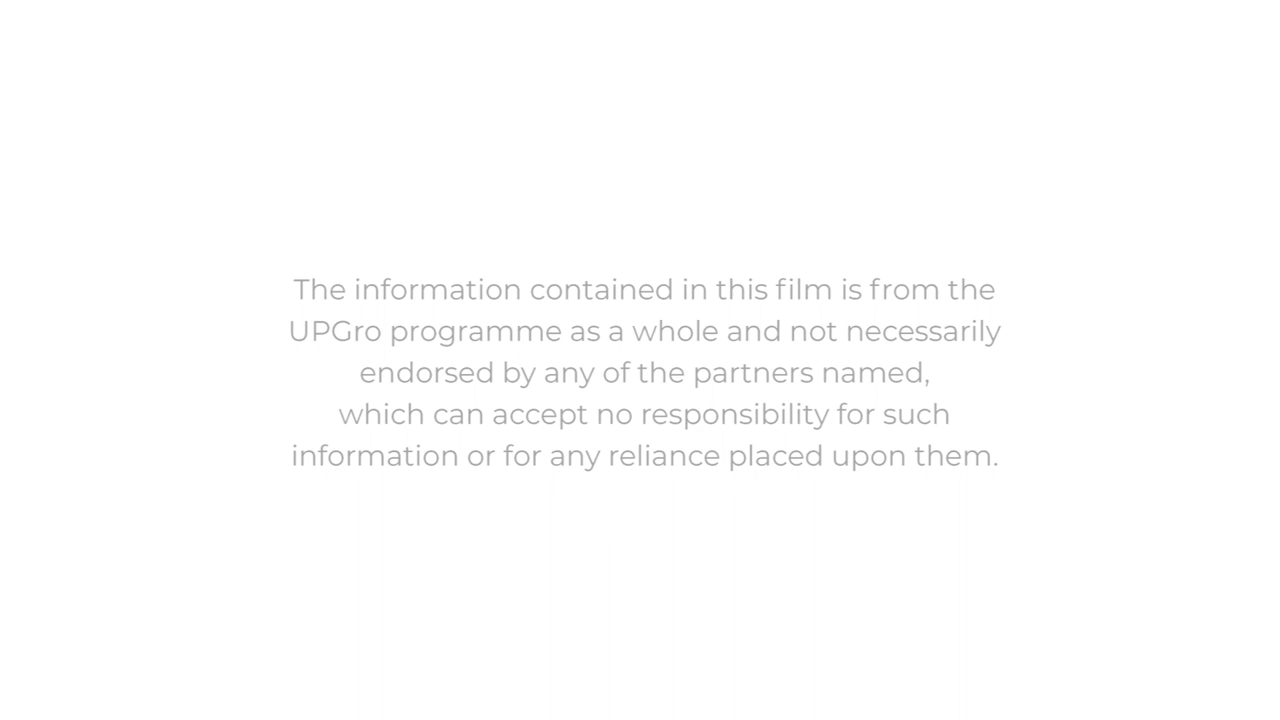 The information contained in this film is from the
UPGro programme as a whole and not necessarily
endorsed by any of the partners named,
which can accept no responsibility for such
information or for any reliance placed upon them.